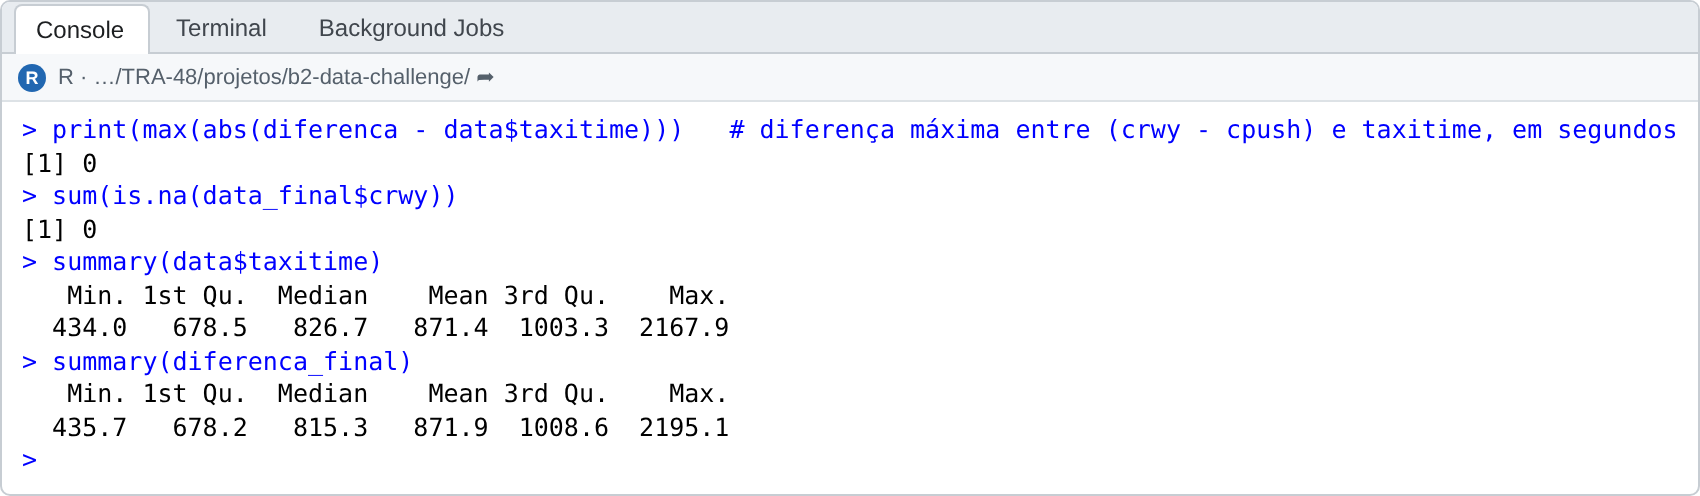 Console Terminal Background Jobs
R R · …/TRA-48/projetos/b2-data-challenge/ ➦
> print(max(abs(diferenca - data$taxitime)))   # diferença máxima entre (crwy - cpush) e taxitime, em segundos
[1] 0
> sum(is.na(data_final$crwy))
[1] 0
> summary(data$taxitime)
   Min. 1st Qu.  Median    Mean 3rd Qu.    Max.
  434.0   678.5   826.7   871.4  1003.3  2167.9
> summary(diferenca_final)
   Min. 1st Qu.  Median    Mean 3rd Qu.    Max.
  435.7   678.2   815.3   871.9  1008.6  2195.1
>